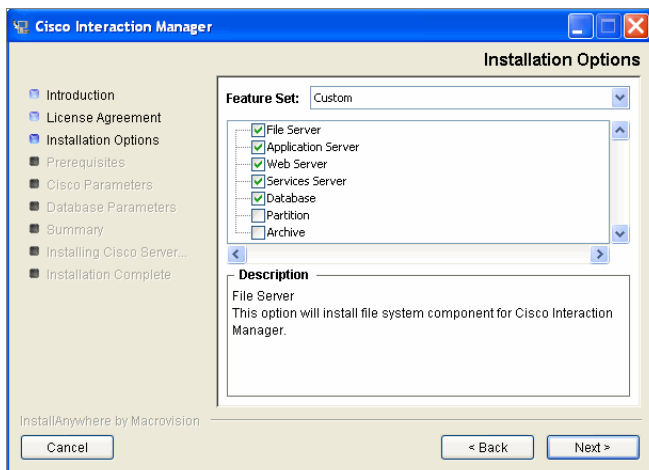 Cisco Interaction Manager
Installation Options
Introduction
License Agreement
Installation Options
Prerequisites
Cisco Parameters
Database Parameters
Summary
Installing Cisco Server...
Installation Complete
Feature Set: Custom
File Server
Application Server
Web Server
Services Server
Database
Partition
Archive
Description
File Server
This option will install file system component for Cisco Interaction
Manager.
InstallAnywhere by Macrovision
Cancel
< Back
Next >